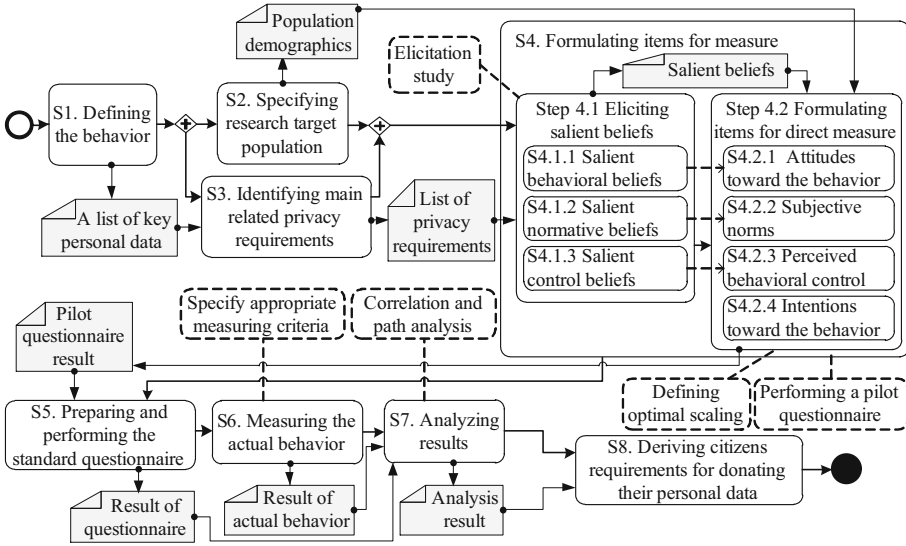 Population
demographics
S4. Formulating items for measure
Elicitation
study
Salient beliefs
S1. Defining
the behavior
S2. Specifying
research target
population
Step 4.1 Eliciting
salient beliefs
Step 4.2 Formulating
items for direct measure
S4.1.1 Salient
behavioral beliefs
S4.2.1 Attitudes
toward the behavior
S3. Identifying main
related privacy
requirements
List of
privacy
requirements
A list of key
personal data
S4.1.2 Salient
normative beliefs
S4.2.2 Subjective
norms
S4.1.3 Salient
control beliefs
S4.2.3 Perceived
behavioral control
S4.2.4 Intentions
toward the behavior
Specify appropriate
measuring criteria
Correlation and
path analysis
Pilot
questionnaire
result
Defining
optimal scaling
Performing a pilot
questionnaire
S5. Preparing and
performing the
standard questionnaire
S6. Measuring the
actual behavior
S7. Analyzing
results
S8. Deriving citizens
requirements for donating
their personal data
Result of
questionnaire
Result of
actual behavior
Analysis
result